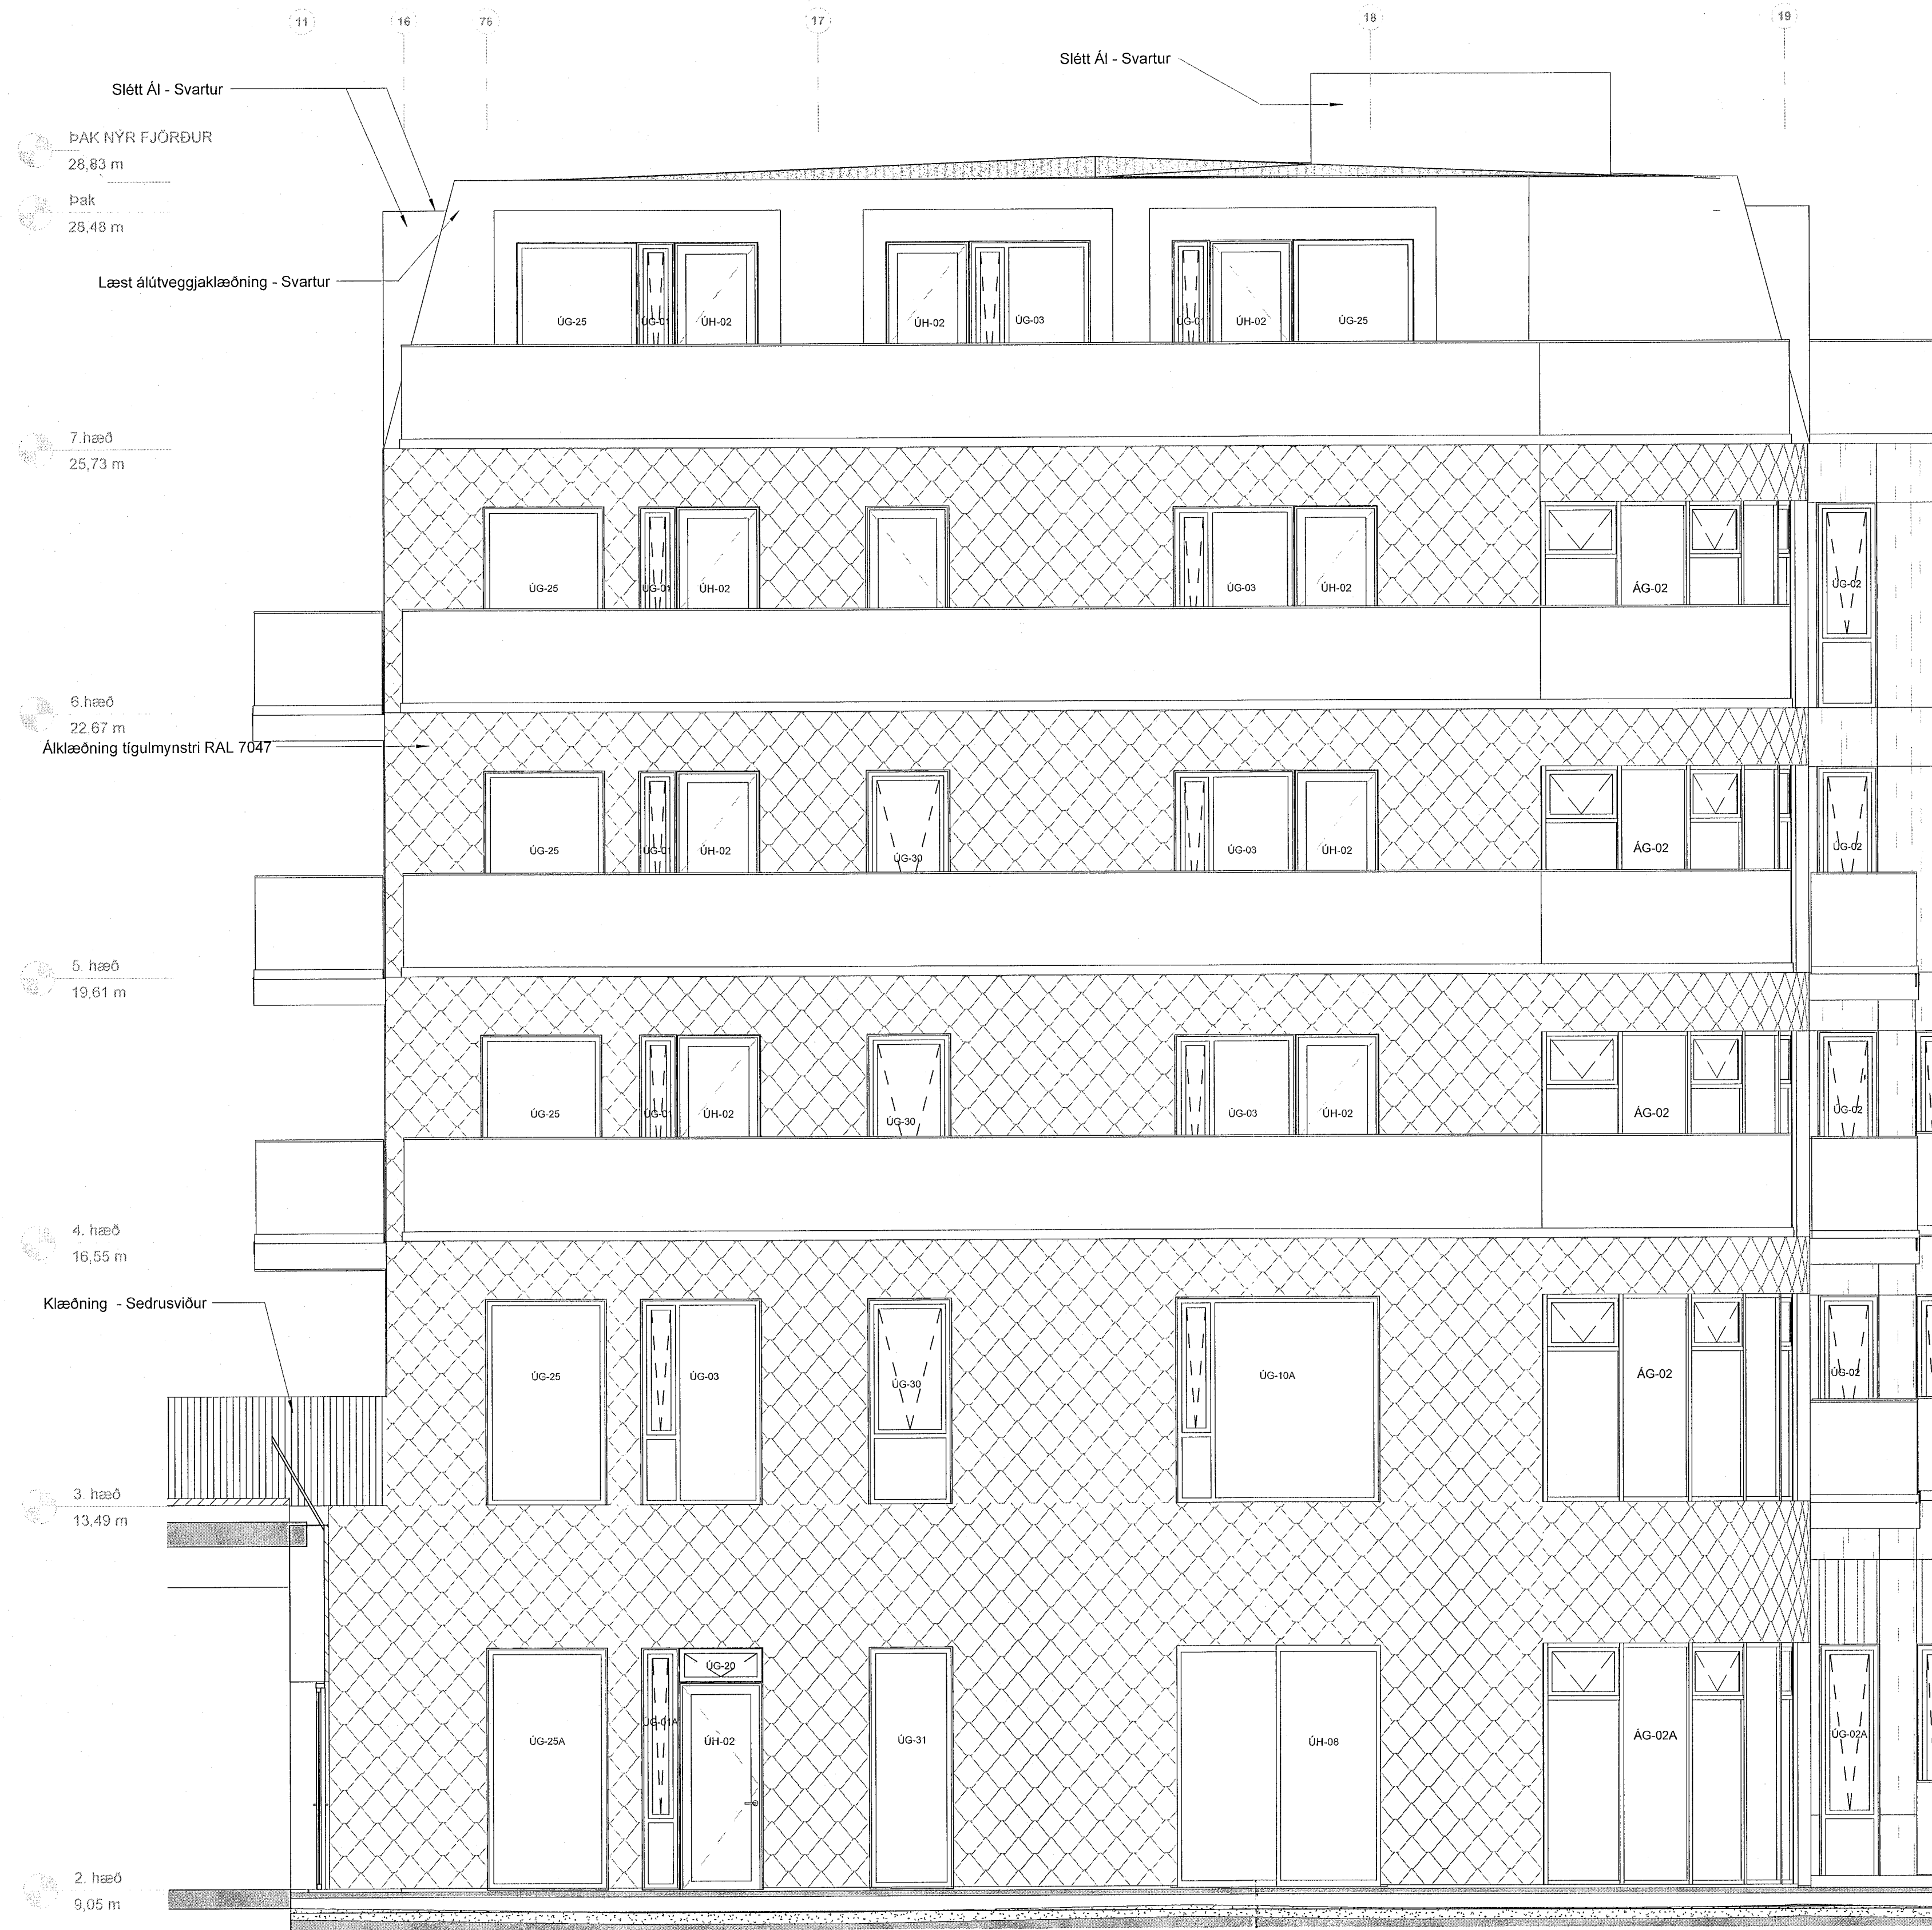 11 16 76 17 18 19
Slétt Ál - Svartur
Slétt Ál - Svartur
ÞAK NÝR FJÖRÐUR
28,83 m
Þak
28,48 m
Læst álútveggjaklæðning - Svartur
ÚG-25 ÚG-01 ÚH-02 ÚH-02 ÚG-03 ÚG-01 ÚH-02 ÚG-25
7.hæð
25,73 m
ÚG-25 ÚG-01 ÚH-02 ÚG-03 ÚH-02 ÁG-02 ÚG-02
6.hæð
22,67 m
Álklæðning tígulmynstri RAL 7047
ÚG-25 ÚG-01 ÚH-02 ÚG-30 ÚG-03 ÚH-02 ÁG-02 ÚG-02
5. hæð
19,61 m
ÚG-25 ÚG-01 ÚH-02 ÚG-30 ÚG-03 ÚH-02 ÁG-02 ÚG-02
4. hæð
16,55 m
Klæðning - Sedrusviður
ÚG-25 ÚG-03 ÚG-30 ÚG-10A ÁG-02 ÚG-02
3. hæð
13,49 m
ÚG-20
ÚG-01A
ÚG-25A ÚH-02 ÚG-31 ÚH-08 ÁG-02A ÚG-02A
2. hæð
9,05 m